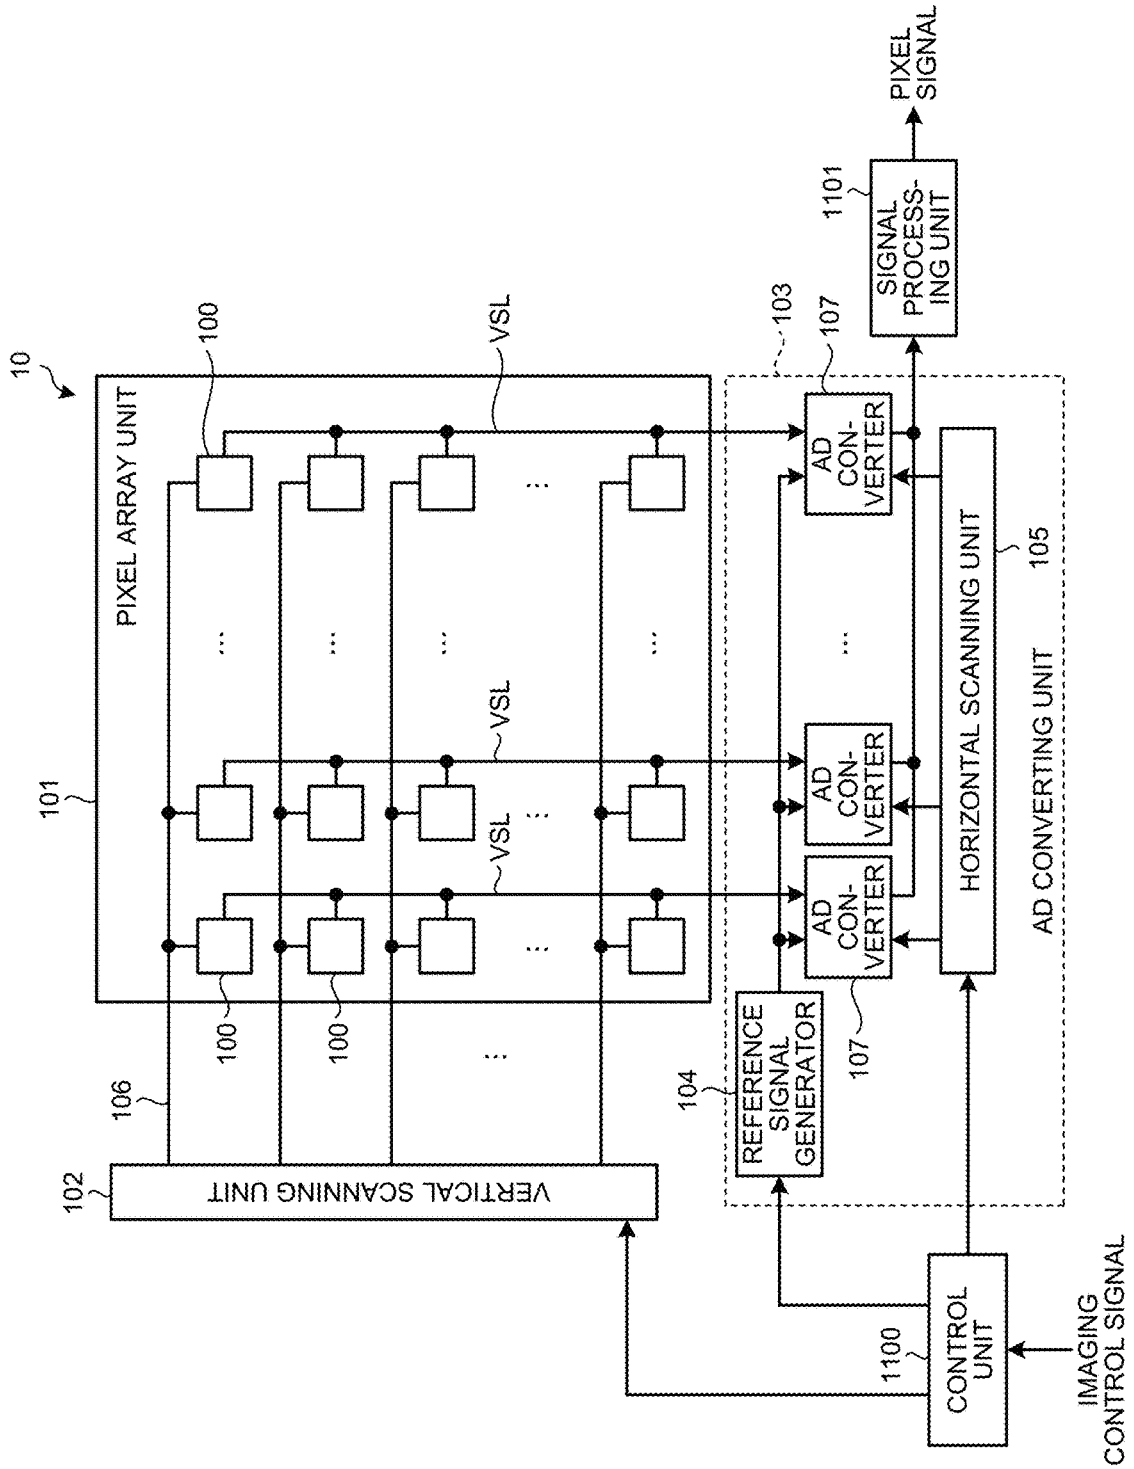 10
101
PIXEL ARRAY UNIT
102
VERTICAL SCANNING UNIT
106
100
100
100
VSL
VSL
VSL
103
104
REFERENCE
SIGNAL
GENERATOR
107
AD
CON-
VERTER
AD
CON-
VERTER
107
AD
CON-
VERTER
HORIZONTAL SCANNING UNIT
105
AD CONVERTING UNIT
1100
CONTROL
UNIT
IMAGING
CONTROL SIGNAL
1101
SIGNAL
PROCESS-
ING UNIT
PIXEL
SIGNAL